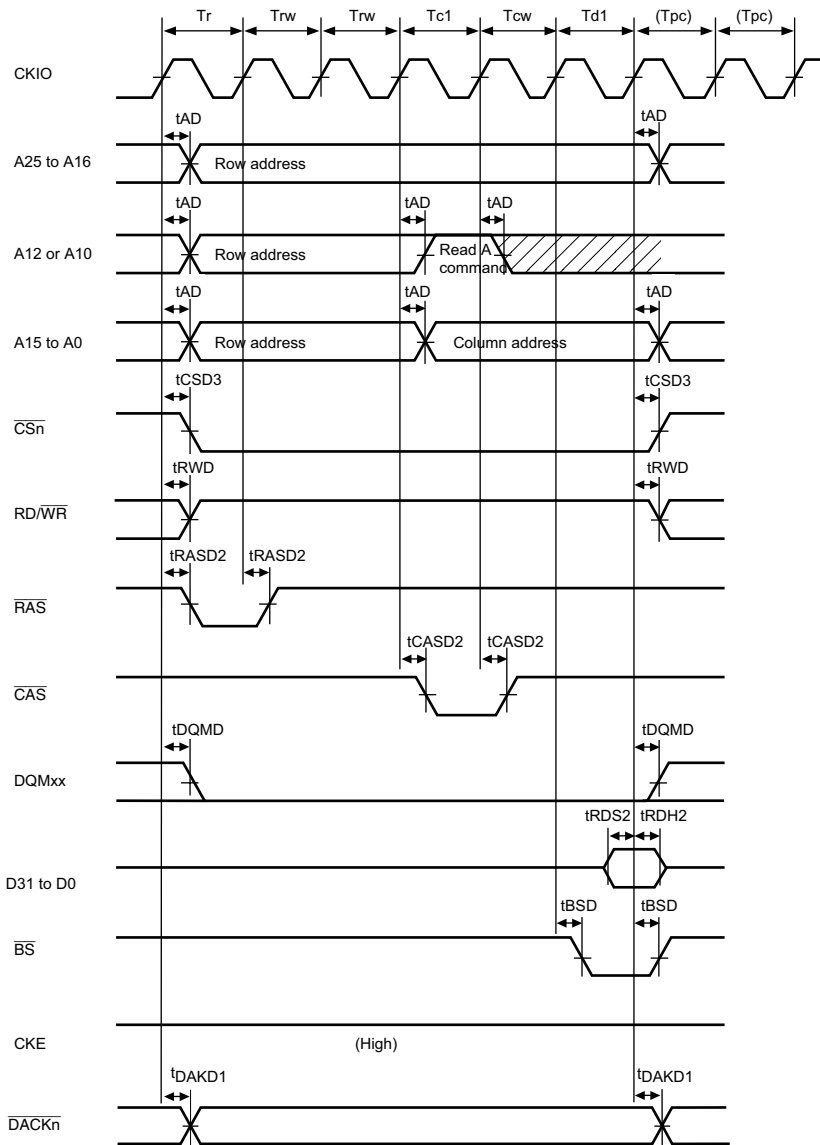 Tr Trw Trw Tc1 Tcw Td1 (Tpc) (Tpc)
CKIO
tAD tAD
A25 to A16 Row address
tAD tAD tAD
A12 or A10 Row address Read A
command
tAD tAD tAD
A15 to A0 Row address Column address
tCSD3 tCSD3
CSn
tRWD tRWD
RD/WR
tRASD2 tRASD2
RAS
tCASD2 tCASD2
CAS
tDQMD tDQMD
DQMxx
tRDS2 tRDH2
D31 to D0
tBSD tBSD
BS
CKE (High)
tDAKD1 tDAKD1
DACKn